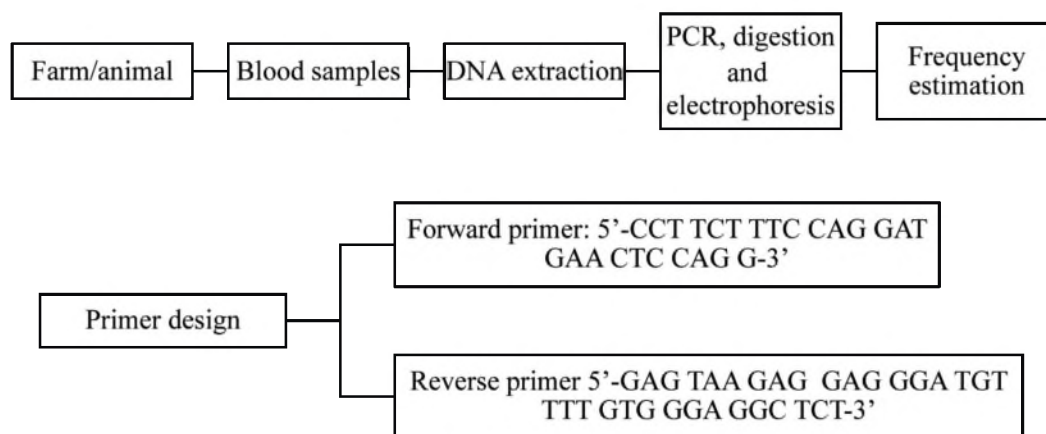 Farm/animal
Blood samples
DNA extraction
PCR, digestion
and
electrophoresis
Frequency
estimation
Primer design
Forward primer: 5’-CCT TCT TTC CAG GAT
GAA CTC CAG G-3’
Reverse primer 5’-GAG TAA GAG  GAG GGA TGT
TTT GTG GGA GGC TCT-3’